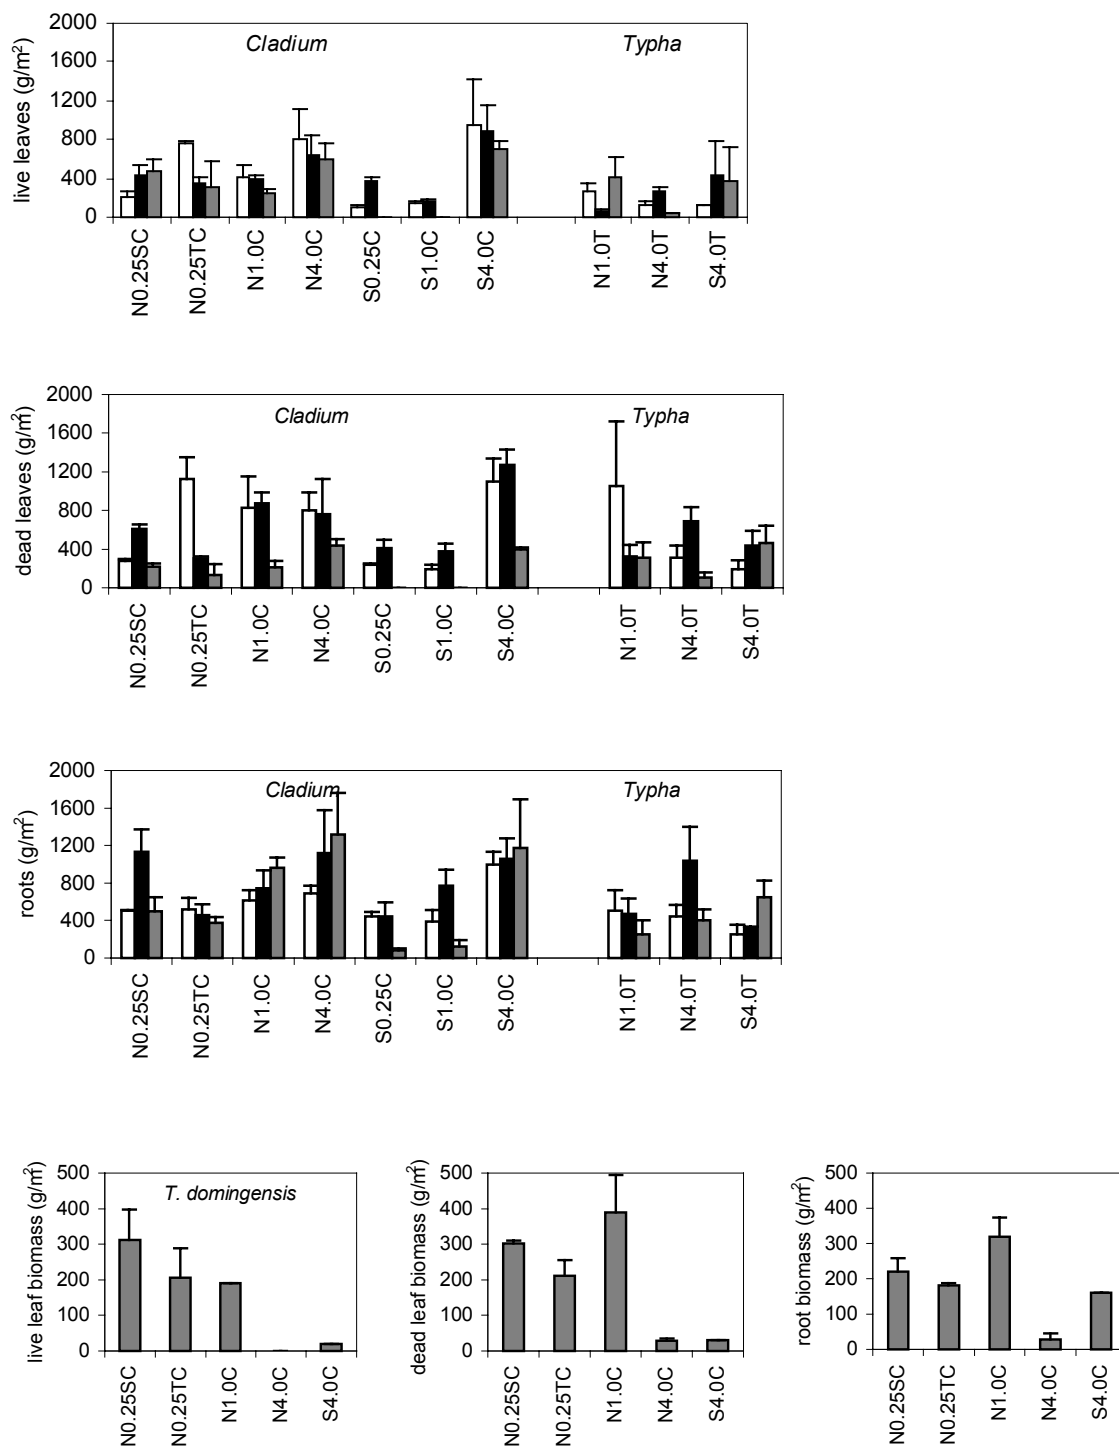 2000
1600
1200
800
400
0
live leaves (g/m²)
Cladium
Typha
N0.25SC
N0.25TC
N1.0C
N4.0C
S0.25C
S1.0C
S4.0C
N1.0T
N4.0T
S4.0T
2000
1600
1200
800
400
0
dead leaves (g/m²)
Cladium
Typha
N0.25SC
N0.25TC
N1.0C
N4.0C
S0.25C
S1.0C
S4.0C
N1.0T
N4.0T
S4.0T
2000
1600
1200
800
400
0
roots (g/m²)
Cladium
Typha
N0.25SC
N0.25TC
N1.0C
N4.0C
S0.25C
S1.0C
S4.0C
N1.0T
N4.0T
S4.0T
500
400
300
200
100
0
live leaf biomass (g/m²)
T. domingensis
N0.25SC
N0.25TC
N1.0C
N4.0C
S4.0C
500
400
300
200
100
0
dead leaf biomass (g/m²)
N0.25SC
N0.25TC
N1.0C
N4.0C
S4.0C
500
400
300
200
100
0
root biomass (g/m²)
N0.25SC
N0.25TC
N1.0C
N4.0C
S4.0C